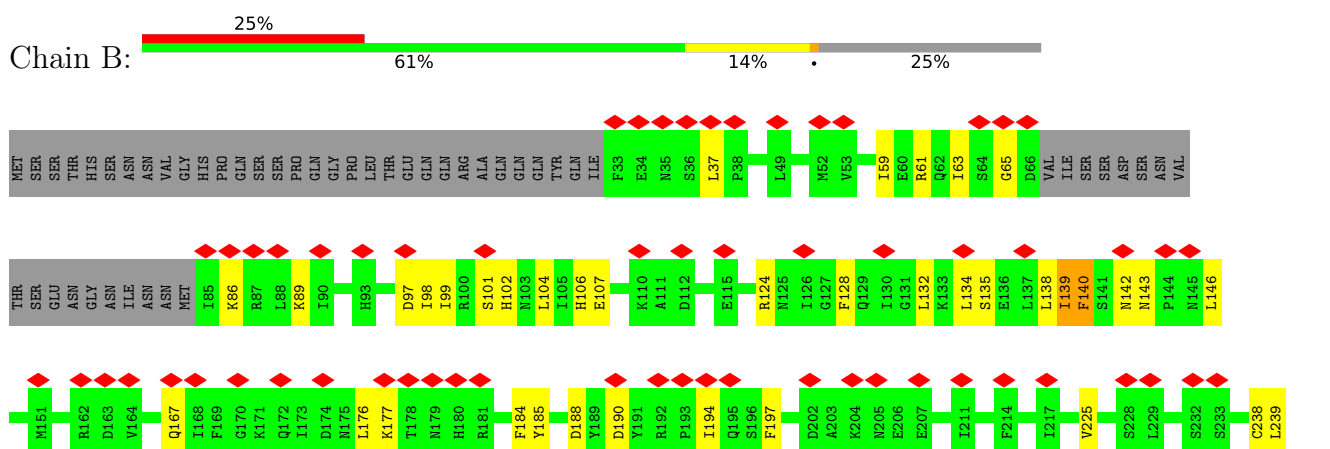 25%
Chain B:
61% 14% • 25%
MET SER SER THR HIS SER ASN ASN VAL GLY HIS PRO GLN SER SER PRO GLN GLY PRO LEU THR GLU GLN GLN ARG ALA GLN GLN GLN TYR GLN ILE F33 E34 N35 S36 L37 P38 L49 M52 V53 I59 E60 R61 Q62 I63 S64 G65 D66 VAL ILE SER SER ASP SER ASN VAL
THR SER GLU ASN GLY ASN ILE ASN ASN MET I85 K86 R87 L88 K89 I90 H93 D97 I98 I99 R100 S101 H102 N103 L104 I105 H106 E107 K110 A111 D112 E115 R124 N125 I126 G127 F128 Q129 I130 G131 L132 K133 L134 S135 E136 L137 L138 I139 F140 S141 N142 N143 P144 N145 L146
M151 R162 D163 V164 Q167 I168 F169 G170 K171 Q172 I173 D174 N175 L176 K177 T178 N179 H180 R181 F184 Y185 D188 Y189 D190 Y191 R192 P193 I194 Q195 S196 F197 D202 A203 K204 N205 E206 E207 I211 F214 I217 V225 S228 L229 S232 S233 C238 L239